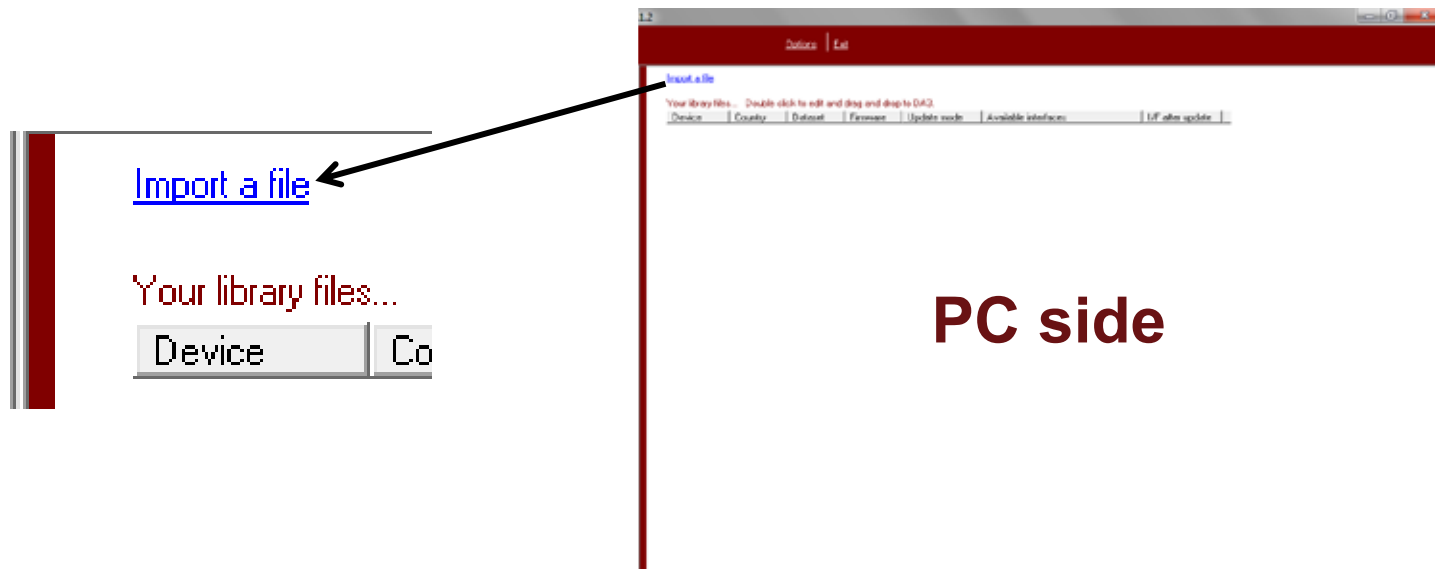 1.2
Options Exit
Import a file
Your library files... Double click to edit and drag and drop to DA3.
Device Country Dataset Firmware Update mode Available interfaces I/F after update
Import a file
Your library files...
Device Co
PC side